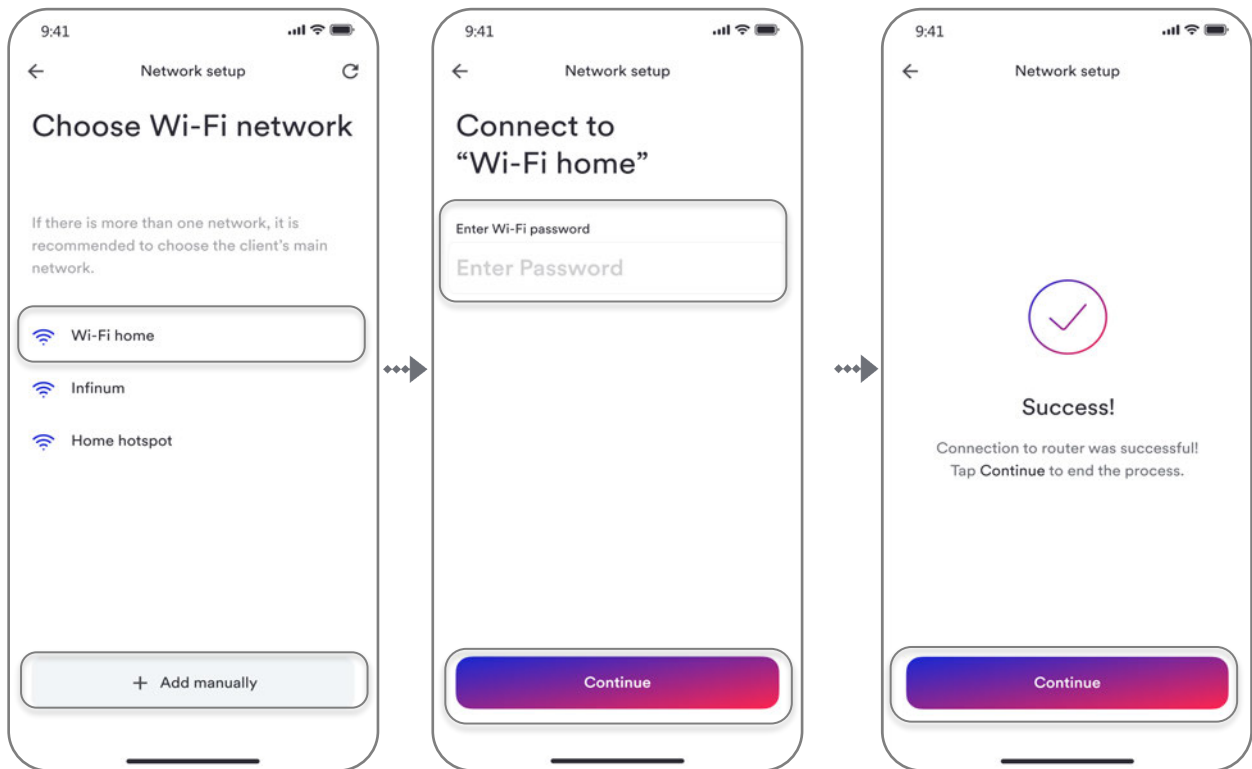 9:41
Network setup
Choose Wi-Fi network
If there is more than one network, it is
recommended to choose the client's main
network.
Wi-Fi home
Infinum
Home hotspot
+ Add manually
9:41
Network setup
Connect to
“Wi-Fi home”
Enter Wi-Fi password
Enter Password
Continue
9:41
Network setup
Success!
Connection to router was successful!
Tap Continue to end the process.
Continue